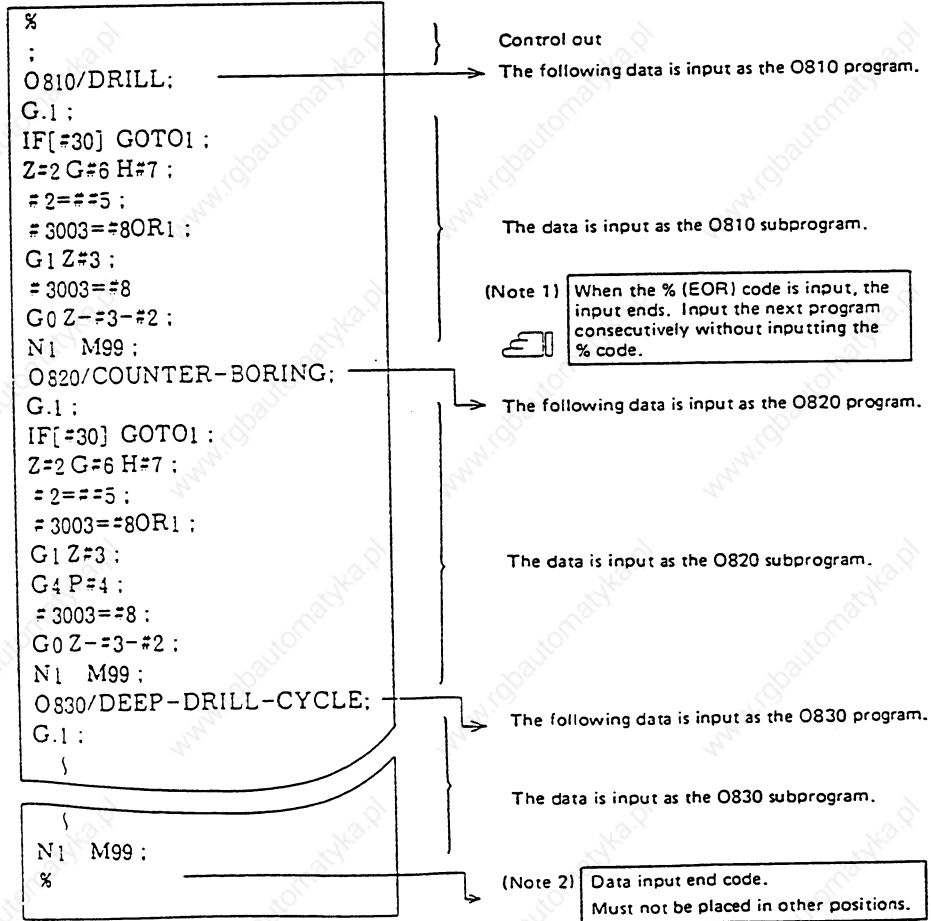 %
;
O810/DRILL;
G.1 ;
IF[#30] GOTO1 ;
Z#2 G#6 H#7 ;
#2=##5 ;
#3003=#8OR1 ;
G1 Z#3 ;
#3003=#8
G0 Z-#3-#2 ;
N1 M99 ;
O820/COUNTER-BORING;
G.1 ;
IF[#30] GOTO1 ;
Z#2 G#6 H#7 ;
#2=##5 ;
#3003=#8OR1 ;
G1 Z#3 ;
G4 P#4 ;
#3003=#8 ;
G0 Z-#3-#2 ;
N1 M99 ;
O830/DEEP-DRILL-CYCLE;
G.1 ;
N1 M99 ;
%
Control out
The following data is input as the O810 program.
The data is input as the O810 subprogram.
(Note 1) When the % (EOR) code is input, the
input ends. Input the next program
consecutively without inputting the
% code.
The following data is input as the O820 program.
The data is input as the O820 subprogram.
The following data is input as the O830 program.
The data is input as the O830 subprogram.
(Note 2) Data input end code.
Must not be placed in other positions.
www.rgbautomatyka.pl